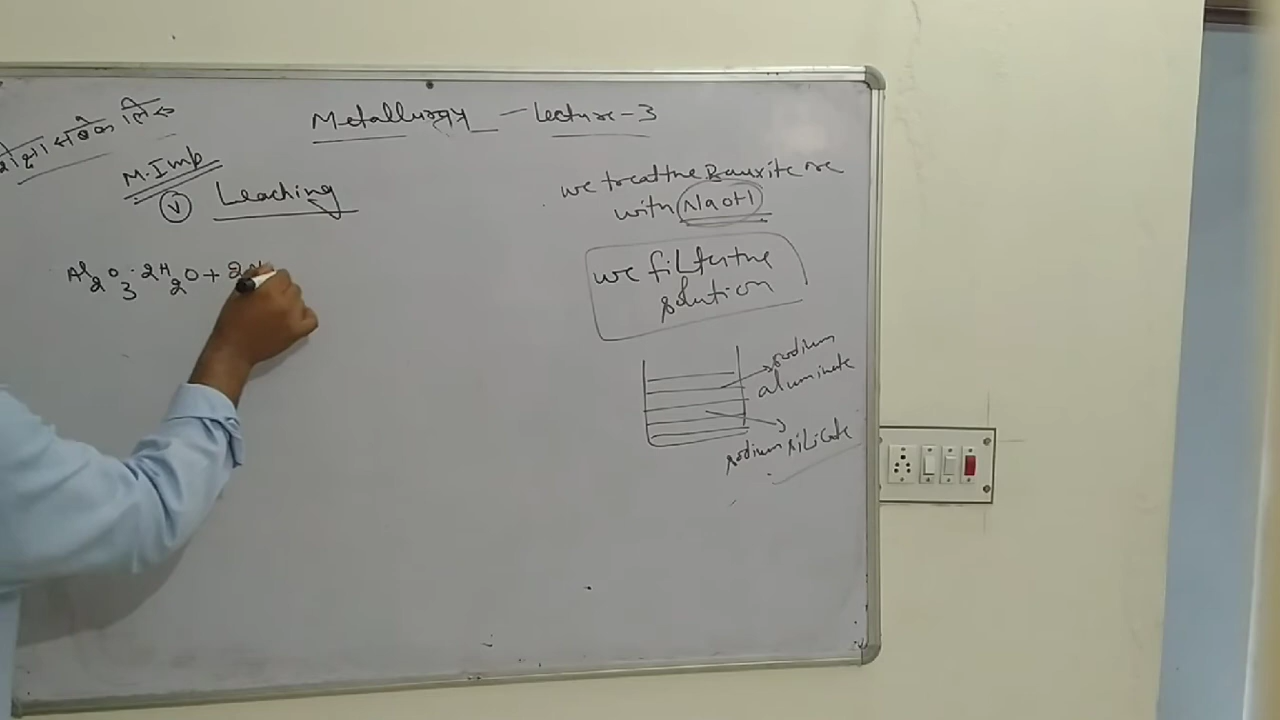 Metallurgy - Lecture-3
M.Imp
V Leaching
Al2O3.2H2O + 2
we treat the Bauxite ore
with NaOH
we filter the
solution
sodium
aluminate
sodium silicate